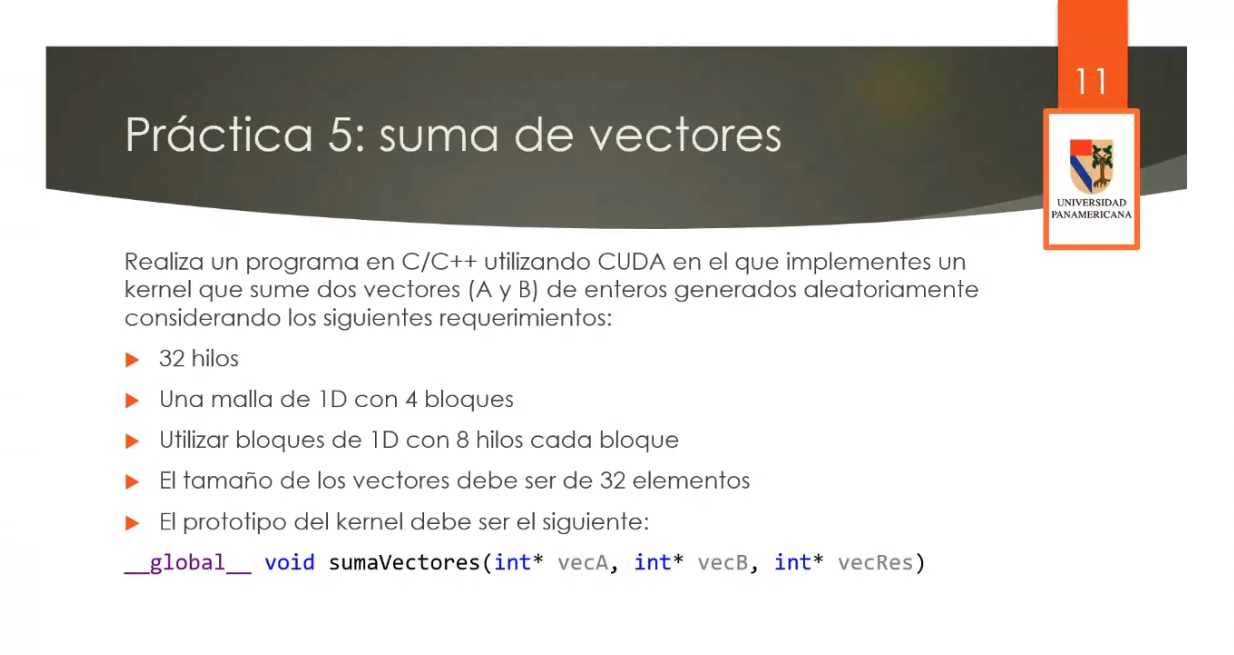 11
Práctica 5: suma de vectores
UNIVERSIDAD
PANAMERICANA
Realiza un programa en C/C++ utilizando CUDA en el que implementes un
kernel que sume dos vectores (A y B) de enteros generados aleatoriamente
considerando los siguientes requerimientos:
32 hilos
Una malla de 1D con 4 bloques
Utilizar bloques de 1D con 8 hilos cada bloque
El tamaño de los vectores debe ser de 32 elementos
El prototipo del kernel debe ser el siguiente:
__global__ void sumaVectores(int* vecA, int* vecB, int* vecRes)